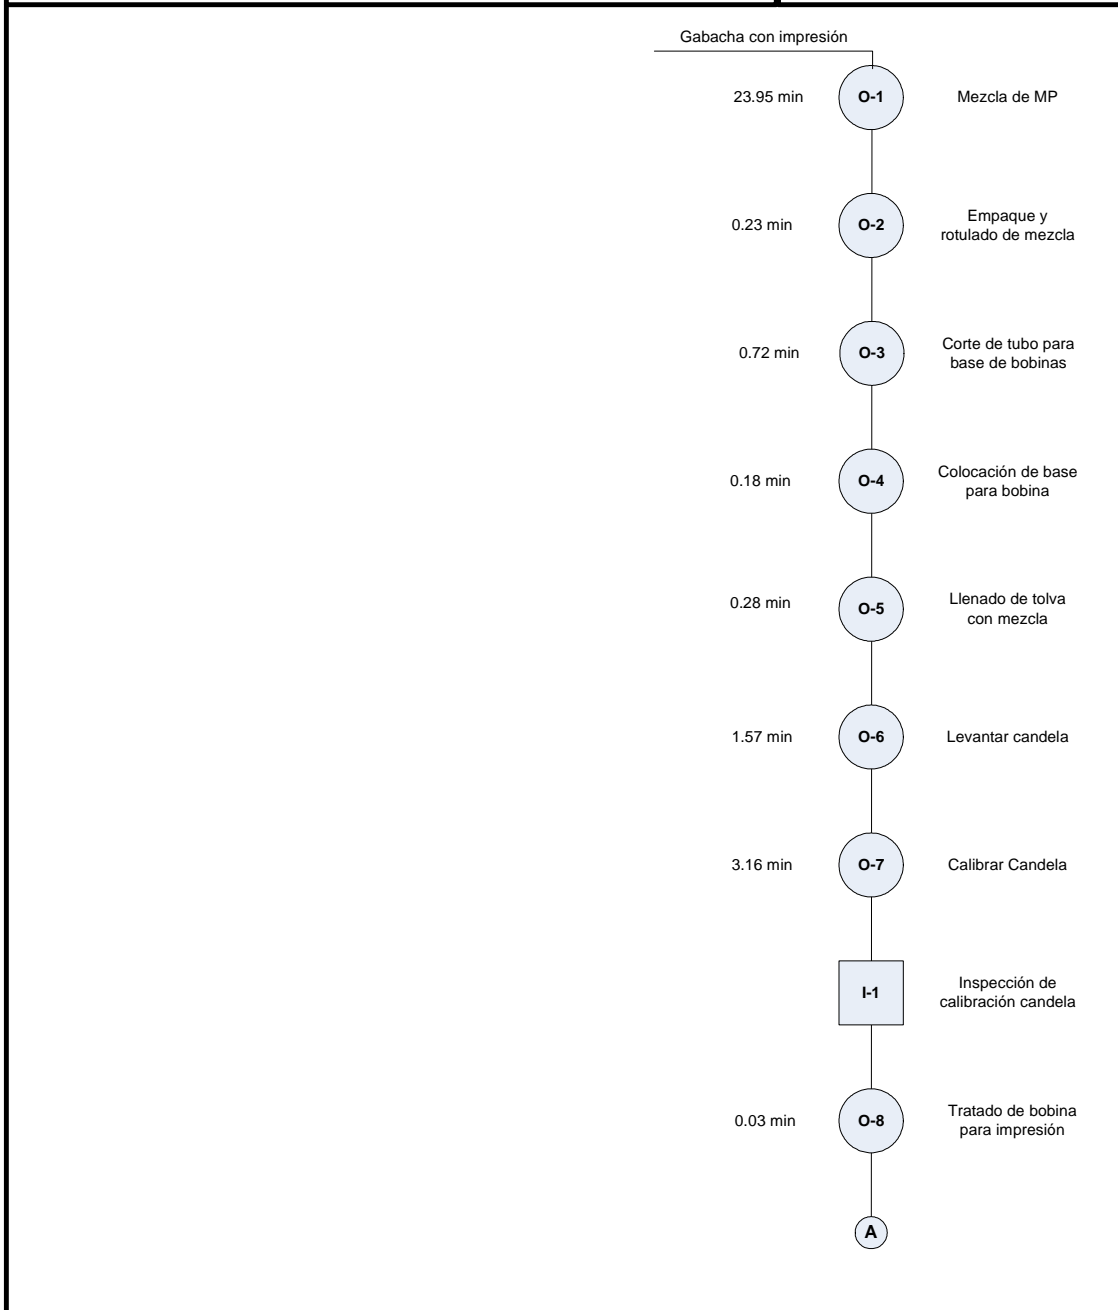 Gabacha con impresión
23.95 min
O-1
Mezcla de MP
0.23 min
O-2
Empaque y
rotulado de mezcla
0.72 min
O-3
Corte de tubo para
base de bobinas
0.18 min
O-4
Colocación de base
para bobina
0.28 min
O-5
Llenado de tolva
con mezcla
1.57 min
O-6
Levantar candela
3.16 min
O-7
Calibrar Candela
I-1
Inspección de
calibración candela
0.03 min
O-8
Tratado de bobina
para impresión
A